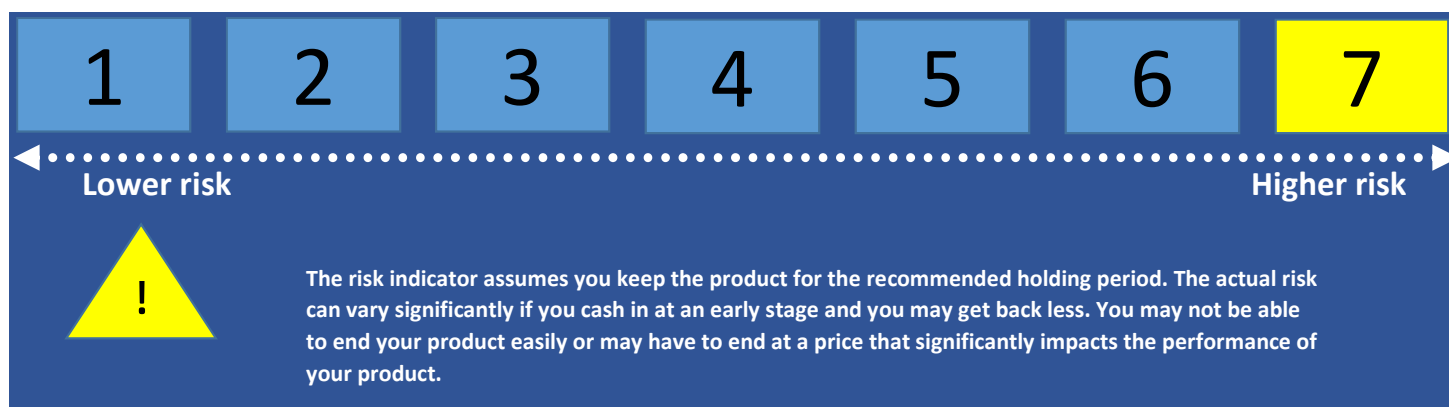 1 2 3 4 5 6 7
Lower risk Higher risk
!
The risk indicator assumes you keep the product for the recommended holding period. The actual risk
can vary significantly if you cash in at an early stage and you may get back less. You may not be able
to end your product easily or may have to end at a price that significantly impacts the performance of
your product.